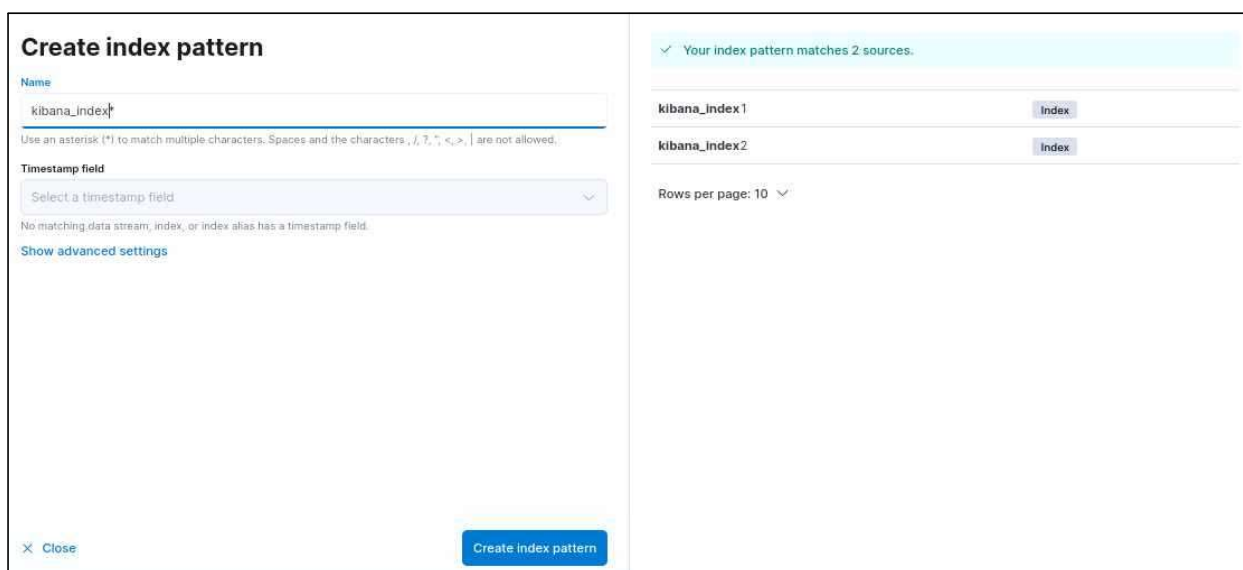 Create index pattern
Name
kibana_index*
Use an asterisk (*) to match multiple characters. Spaces and the characters , /, ?, ", <, >, | are not allowed.
Timestamp field
Select a timestamp field
No matching data stream, index, or index alias has a timestamp field.
Show advanced settings
Close
Create index pattern
Your index pattern matches 2 sources.
kibana_index1 Index
kibana_index2 Index
Rows per page: 10